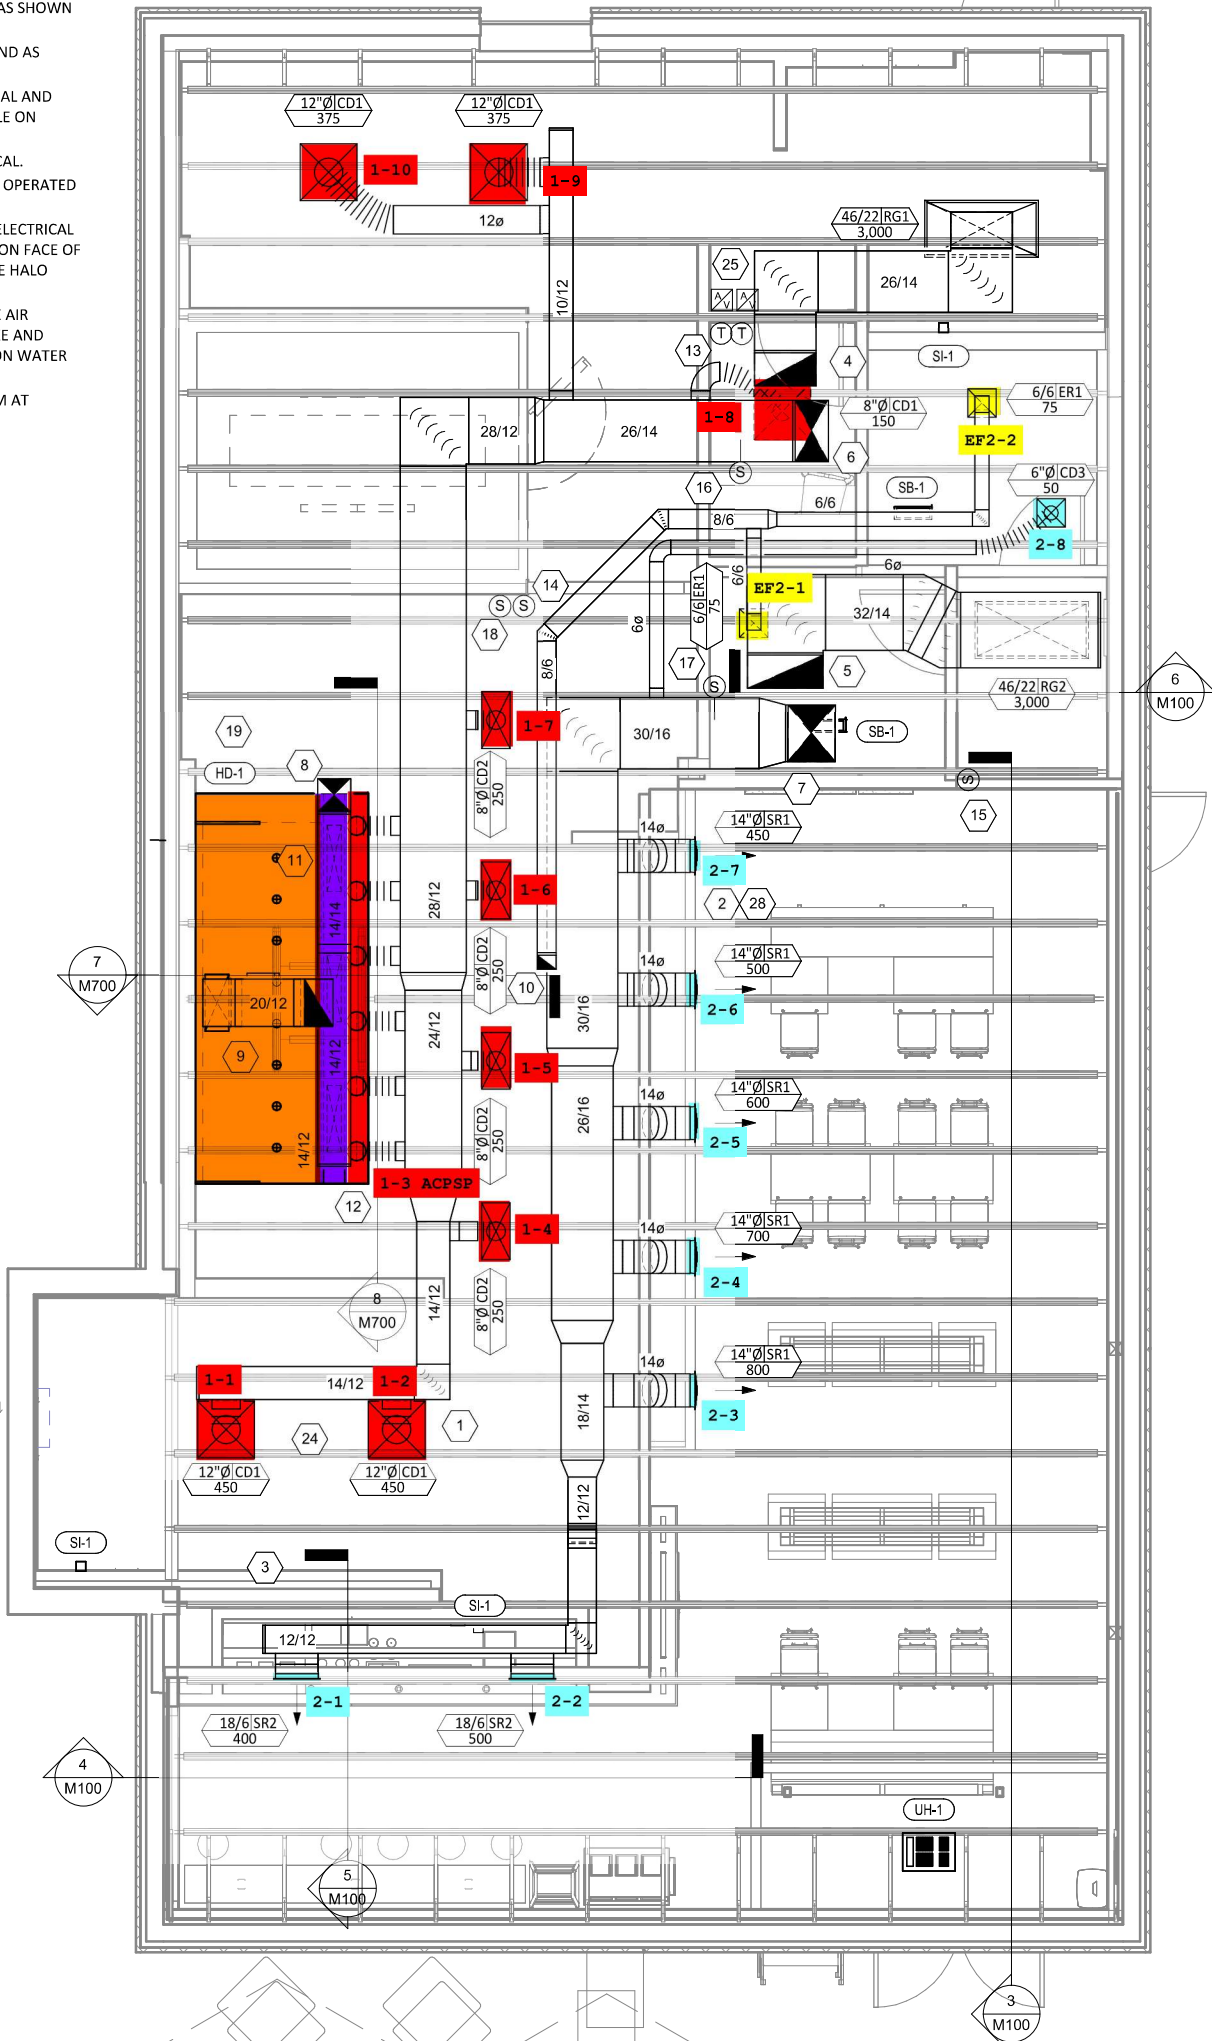 AS SHOWN
ND AS
AL AND
LE ON
CAL.
OPERATED
ELECTRICAL
ON FACE OF
E HALO
E AIR
RE AND
ON WATER
M AT
12"Ø CD1
375
12"Ø CD1
375
1-10
1-9
12ø
46/22 RG1
3,000
25
26/14
10/12
A/V
A/V
T
T
13
4
SI-1
1-8
6/6 ER1
75
8"Ø CD1
150
28/12
26/14
EF2-2
6
S
6"Ø CD3
50
16
SB-1
6/6
8/6
2-8
6ø
14
6/6
EF2-1
6/6 ER1
75
S
S
18
6ø
32/14
8/6
17
5
S
46/22 RG2
3,000
6
M100
1-7
19
30/16
SB-1
HD-1
8
8"Ø CD2
250
7
S
15
14ø
14"Ø SR1
450
11
2-7
1-6
28/12
14/14
2
28
14ø
14"Ø SR1
500
8"Ø CD2
250
7
M700
10
20/12
2-6
30/16
24/12
9
14/12
1-5
14ø
14"Ø SR1
600
26/16
2-5
8"Ø CD2
250
14/12
1-3 ACPSP
12
1-4
14ø
14"Ø SR1
700
2-4
8
M700
14/12
8"Ø CD2
250
14ø
14"Ø SR1
800
1-1
14/12
1-2
18/14
2-3
24
1
12"Ø CD1
450
12"Ø CD1
450
12/12
SI-1
3
SI-1
12/12
2-1
2-2
18/6 SR2
400
18/6 SR2
500
4
M100
UH-1
5
M100
3
M100